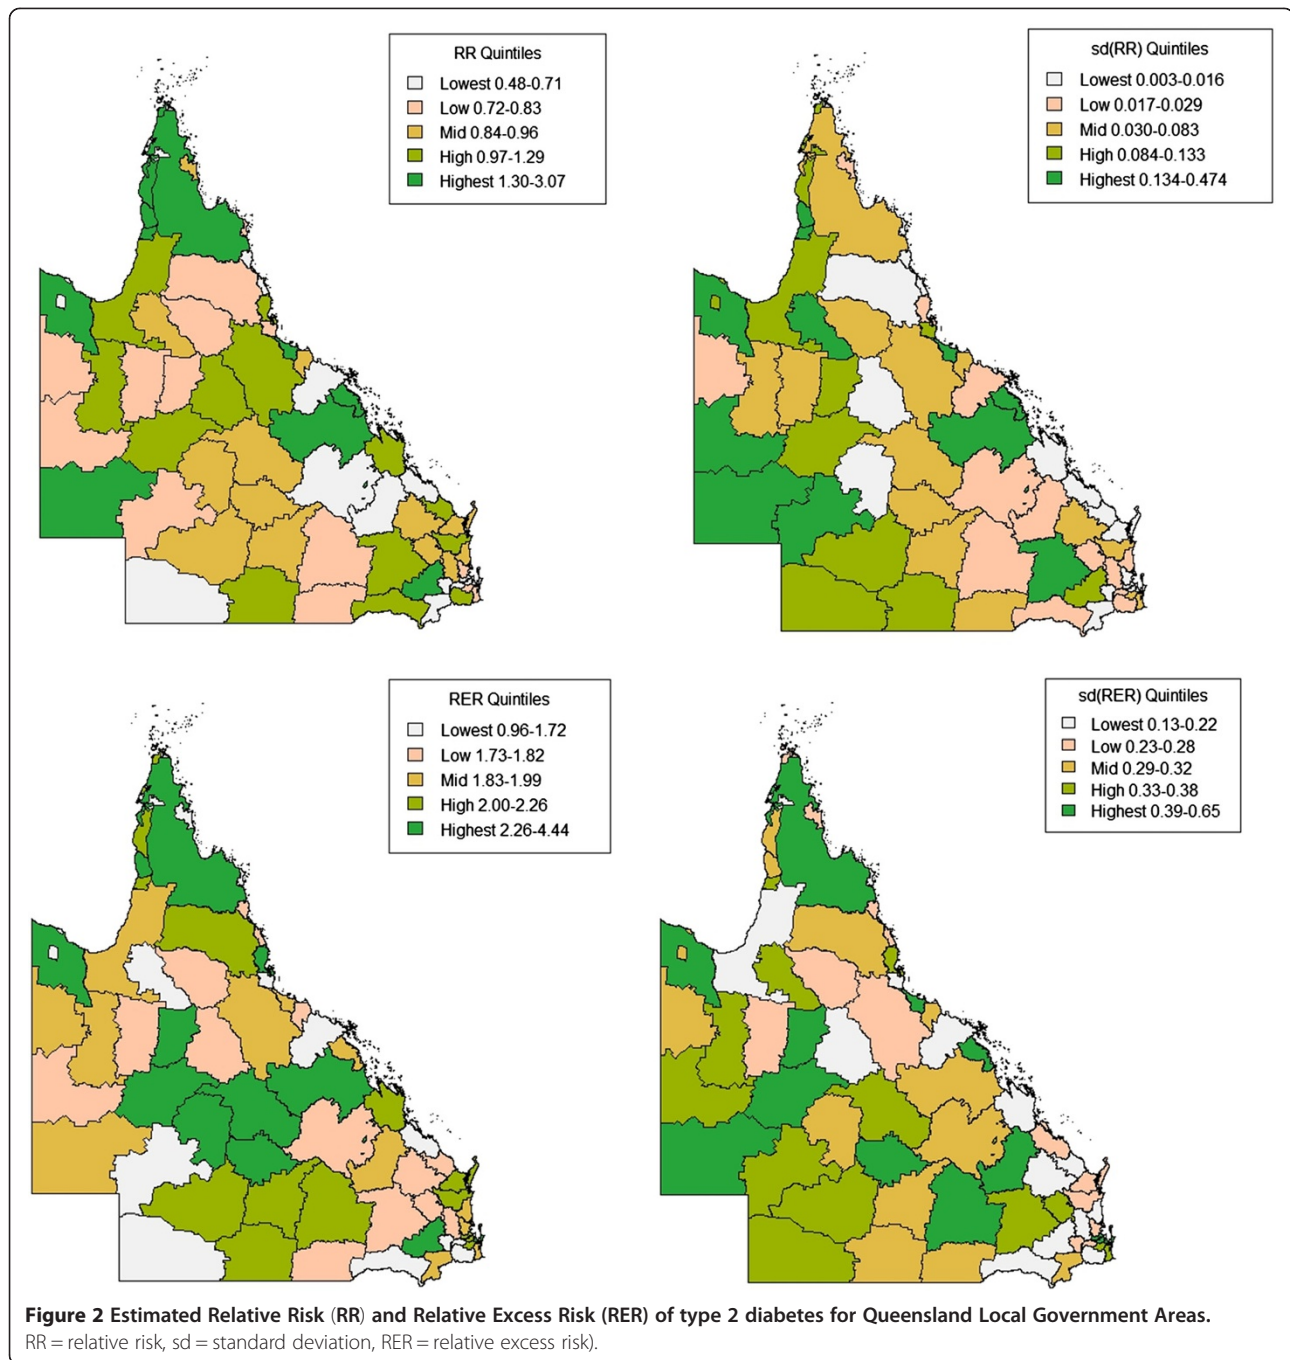 RR Quintiles
Lowest 0.48-0.71
Low 0.72-0.83
Mid 0.84-0.96
High 0.97-1.29
Highest 1.30-3.07
sd(RR) Quintiles
Lowest 0.003-0.016
Low 0.017-0.029
Mid 0.030-0.083
High 0.084-0.133
Highest 0.134-0.474
RER Quintiles
Lowest 0.96-1.72
Low 1.73-1.82
Mid 1.83-1.99
High 2.00-2.26
Highest 2.26-4.44
sd(RER) Quintiles
Lowest 0.13-0.22
Low 0.23-0.28
Mid 0.29-0.32
High 0.33-0.38
Highest 0.39-0.65
Figure 2 Estimated Relative Risk (RR) and Relative Excess Risk (RER) of type 2 diabetes for Queensland Local Government Areas.
RR = relative risk, sd = standard deviation, RER = relative excess risk).